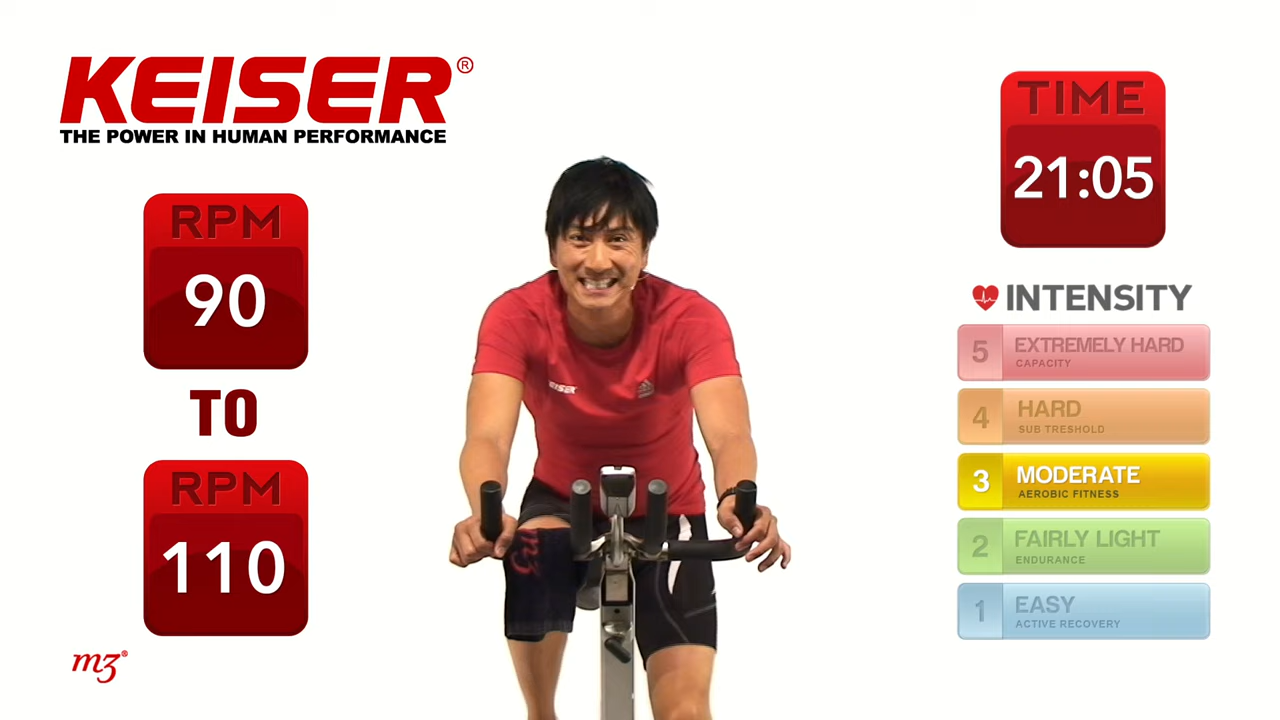 KEISER®
THE POWER IN HUMAN PERFORMANCE
RPM
90
TO
RPM
110
m3®
KEISER
TIME
21:05
INTENSITY
5 EXTREMELY HARD
CAPACITY
4 HARD
SUB TRESHOLD
3 MODERATE
AEROBIC FITNESS
2 FAIRLY LIGHT
ENDURANCE
1 EASY
ACTIVE RECOVERY